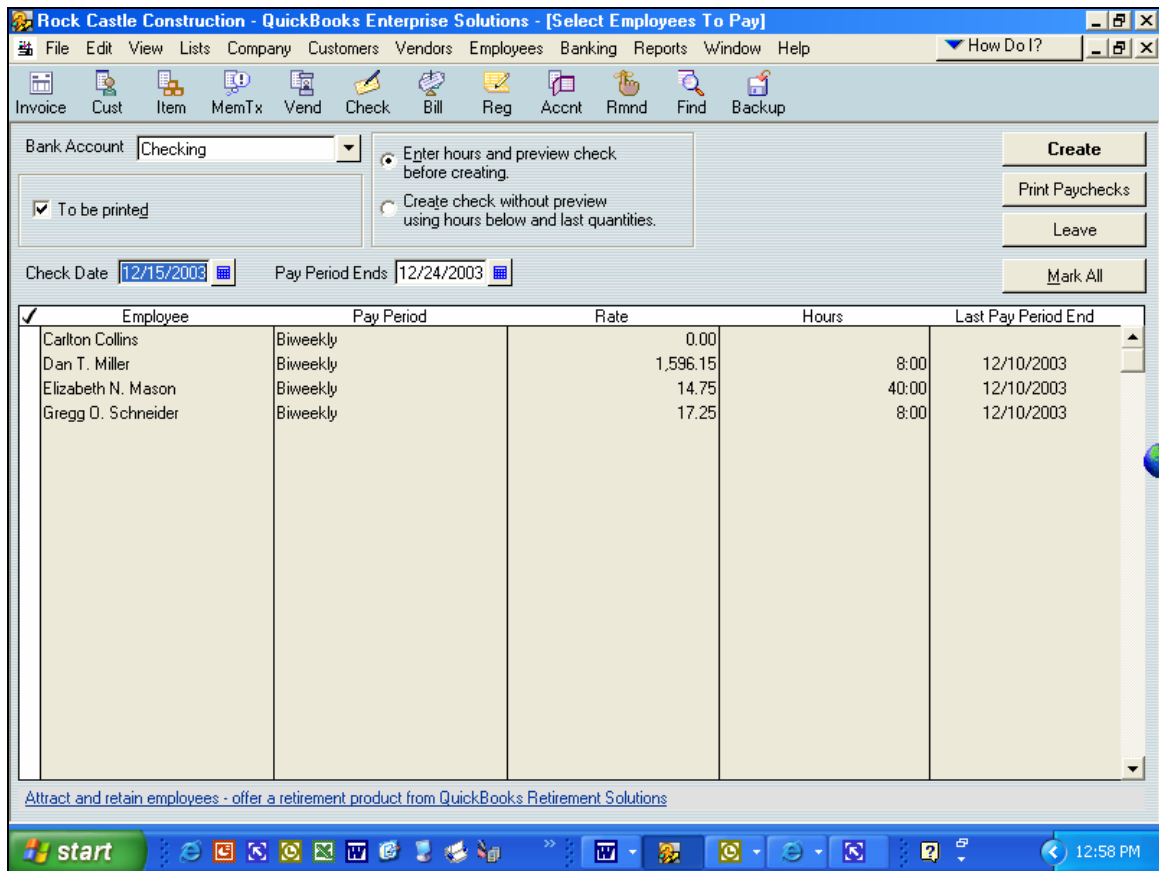 Rock Castle Construction - QuickBooks Enterprise Solutions - [Select Employees To Pay]
File Edit View Lists Company Customers Vendors Employees Banking Reports Window Help How Do I?
Invoice Cust Item MemTx Vend Check Bill Reg Accnt Rmnd Find Backup
Bank Account Checking
Enter hours and preview check
before creating.
Create check without preview
using hours below and last quantities.
To be printed
Create
Print Paychecks
Leave
Check Date 12/15/2003 Pay Period Ends 12/24/2003
Mark All
Employee Pay Period Rate Hours Last Pay Period End
Carlton Collins Biweekly 0.00
Dan T. Miller Biweekly 1,596.15 8:00 12/10/2003
Elizabeth N. Mason Biweekly 14.75 40:00 12/10/2003
Gregg O. Schneider Biweekly 17.25 8:00 12/10/2003
Attract and retain employees - offer a retirement product from QuickBooks Retirement Solutions
start 12:58 PM